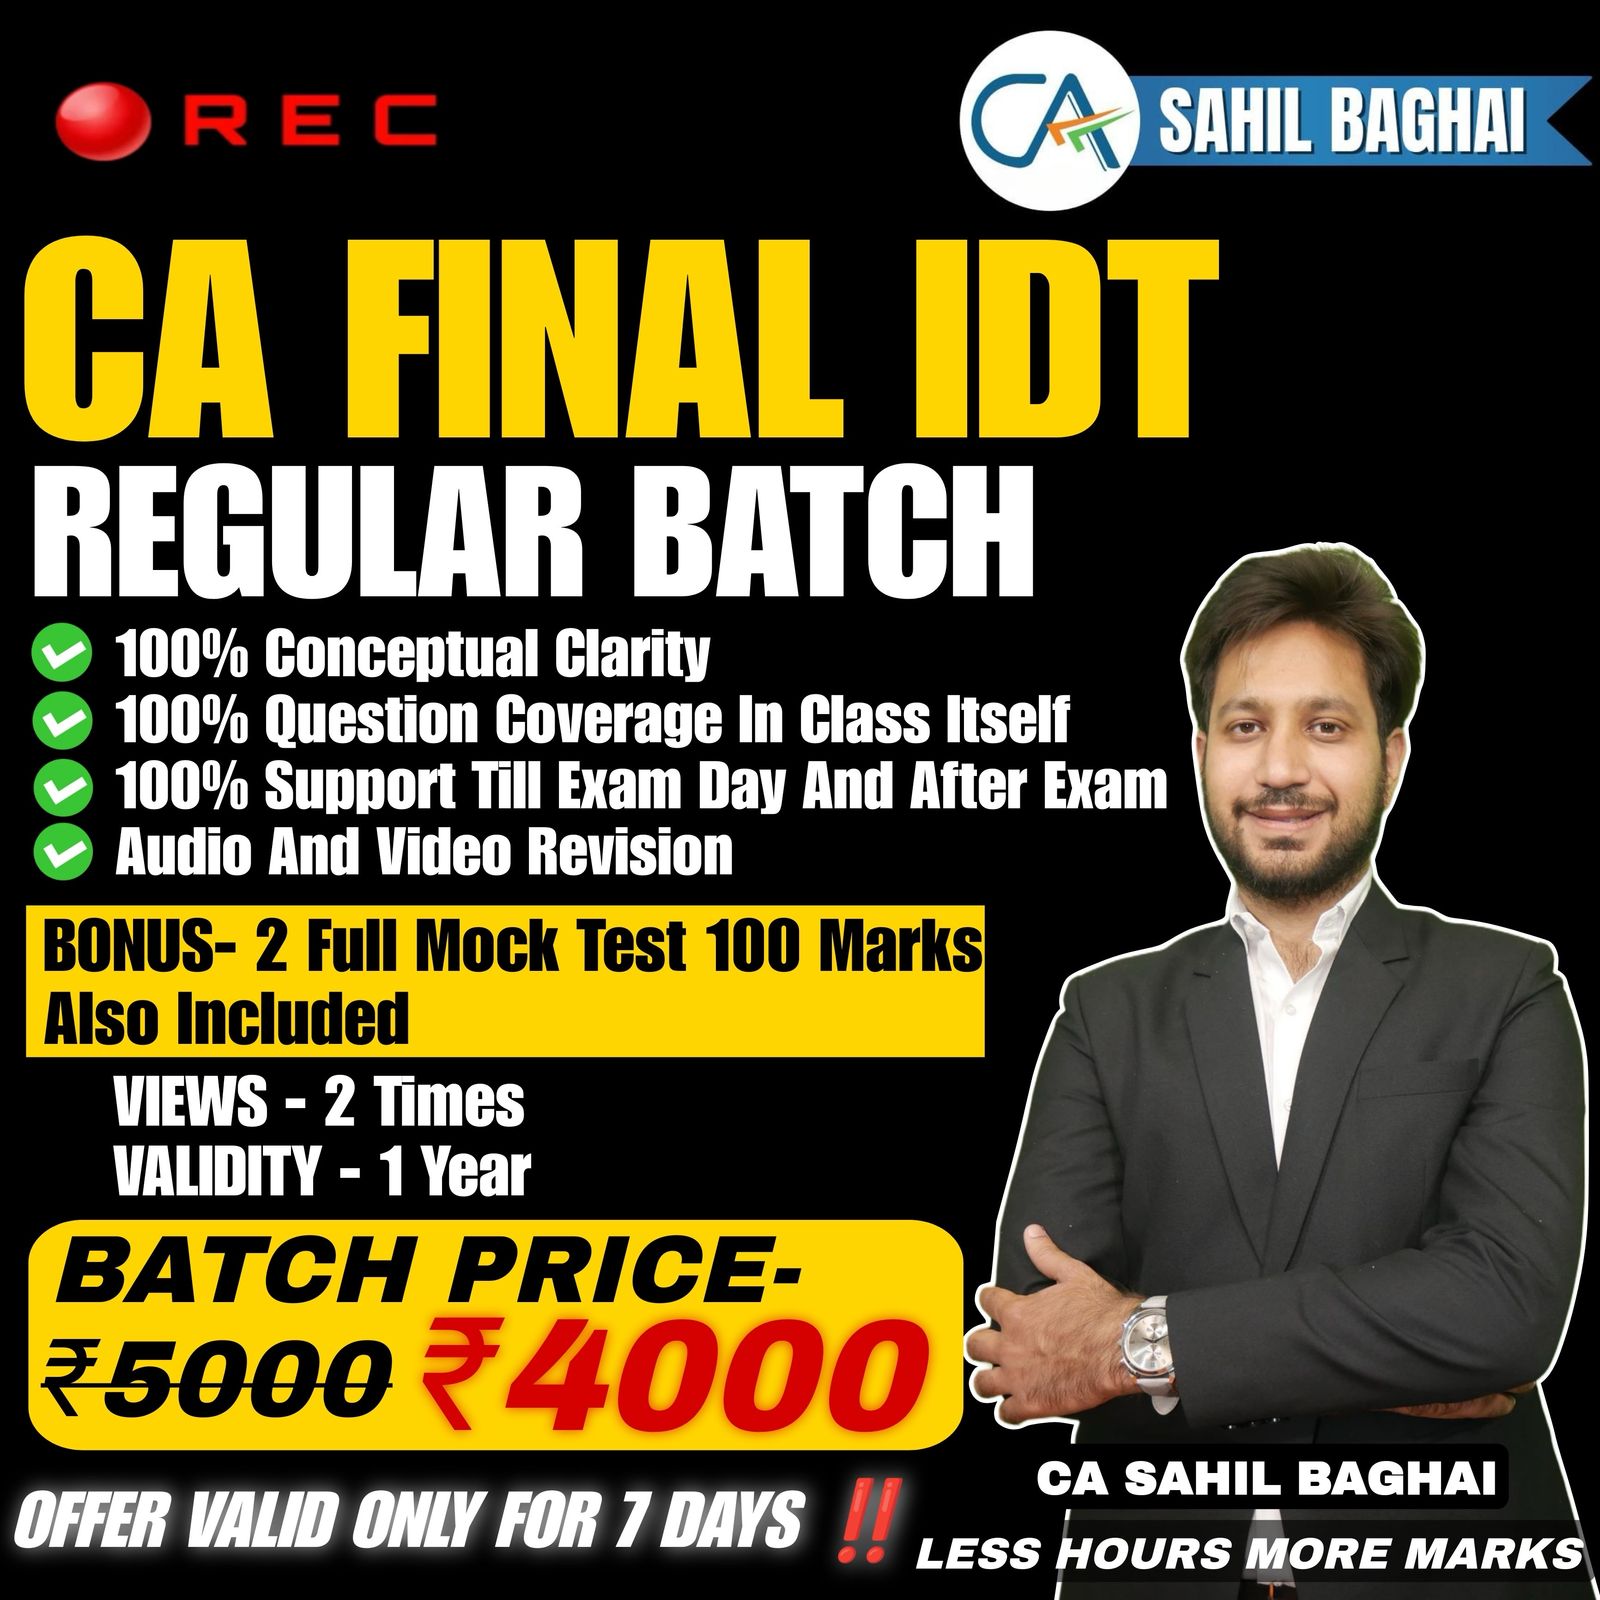 REC
CA SAHIL BAGHAI
CA FINAL IDT
REGULAR BATCH
100% Conceptual Clarity
100% Question Coverage In Class Itself
100% Support Till Exam Day And After Exam
Audio And Video Revision
BONUS- 2 Full Mock Test 100 Marks
Also Included
VIEWS - 2 Times
VALIDITY - 1 Year
BATCH PRICE-
₹5000 ₹4000
OFFER VALID ONLY FOR 7 DAYS ‼
CA SAHIL BAGHAI
LESS HOURS MORE MARKS